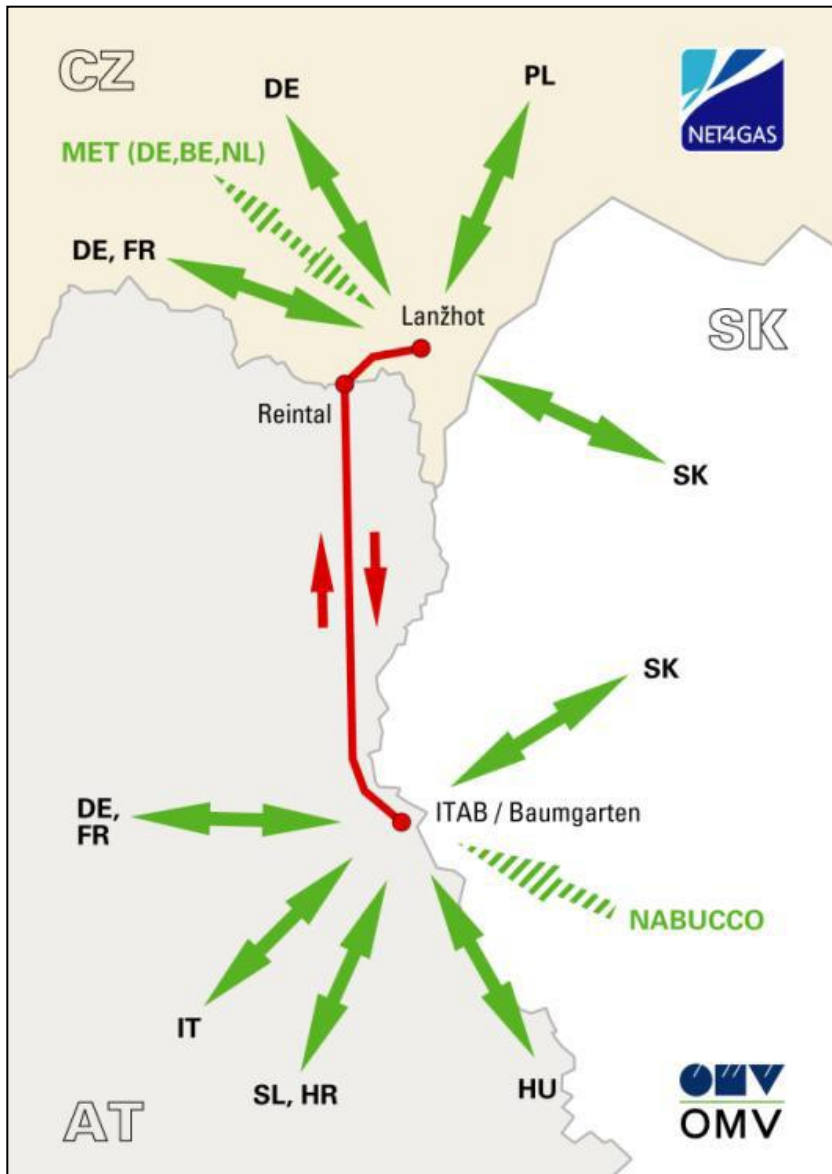 CZ
DE
PL
NET4GAS
MET (DE,BE,NL)
DE, FR
Lanžhot
SK
Reintal
SK
SK
DE,
FR
ITAB / Baumgarten
NABUCCO
IT
SL, HR
HU
AT
OMV
OMV